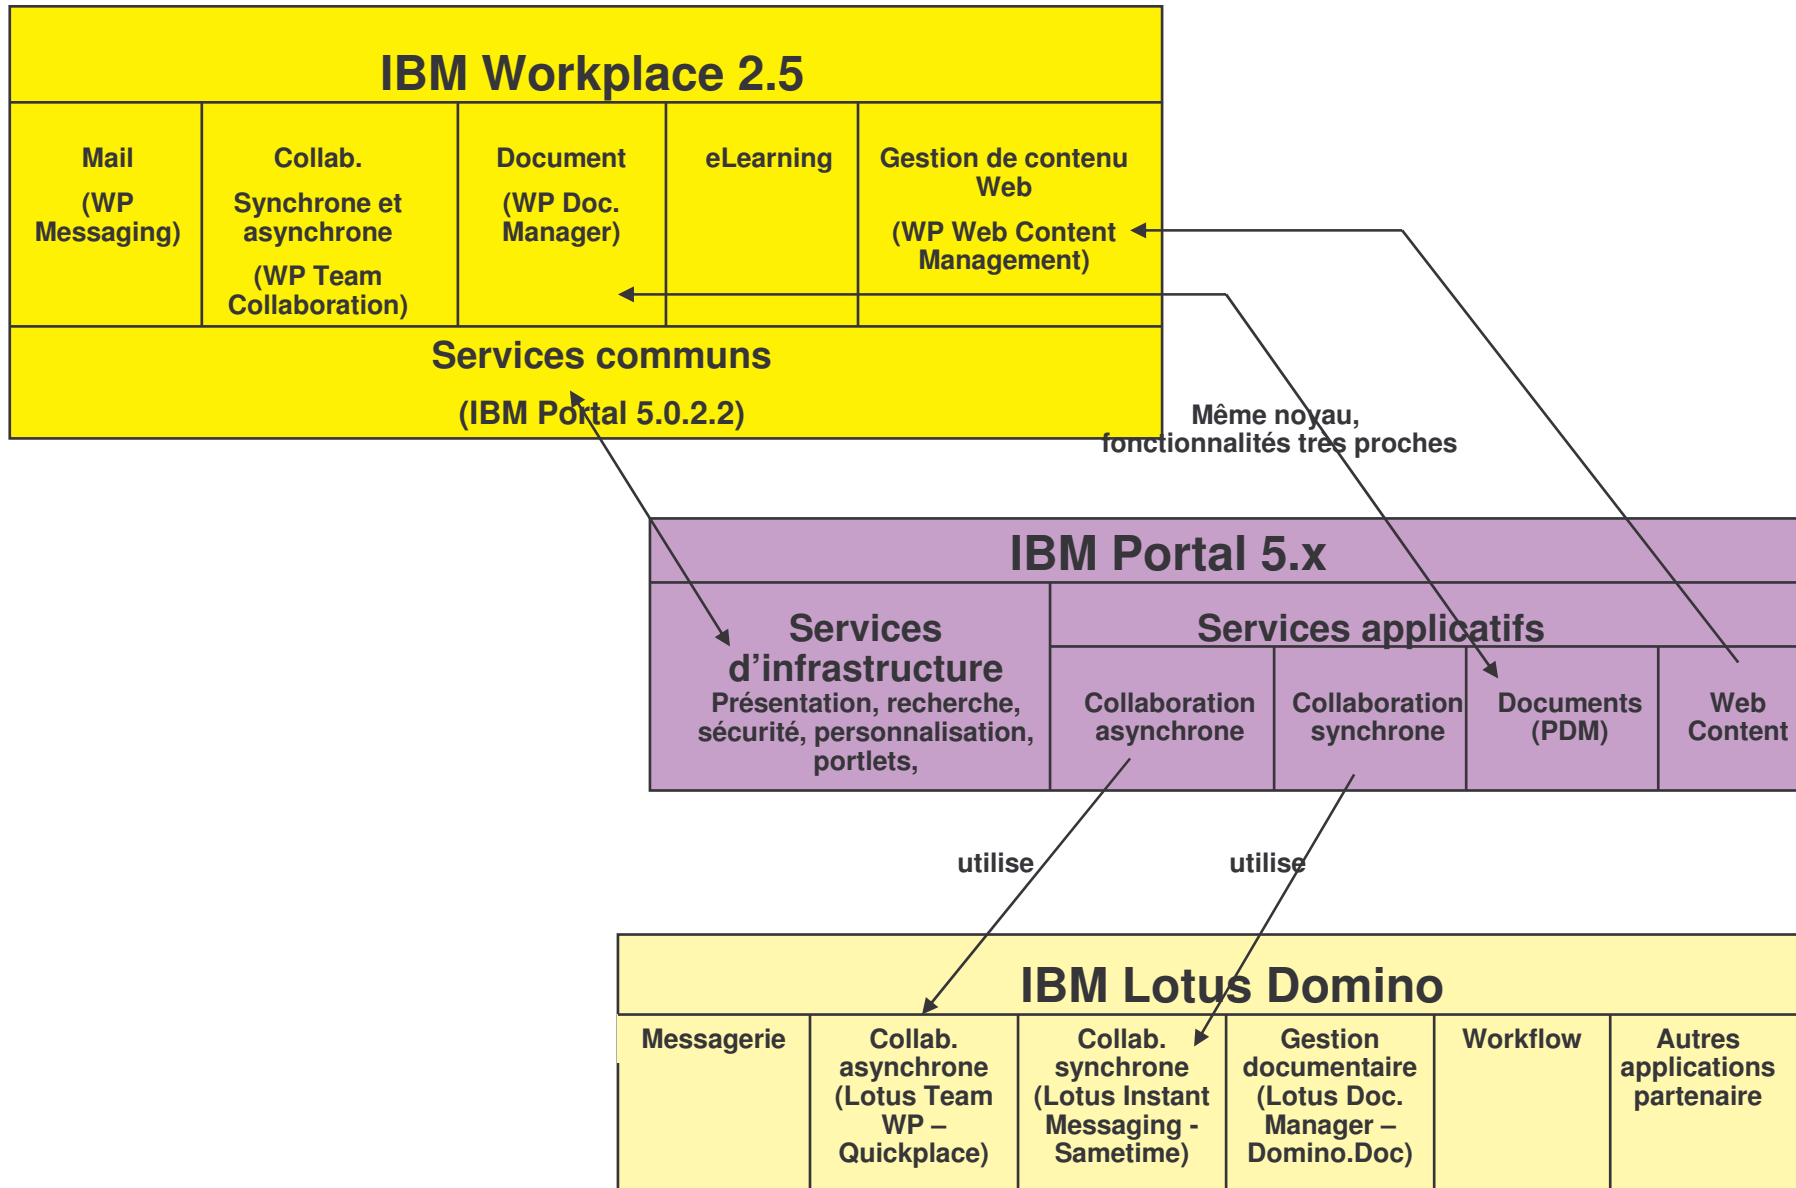 IBM Workplace 2.5
Mail
(WP
Messaging)
Collab.
Synchrone et
asynchrone
(WP Team
Collaboration)
Document
(WP Doc.
Manager)
eLearning
Gestion de contenu
Web
(WP Web Content
Management)
Services communs
(IBM Portal 5.0.2.2)
Même noyau,
fonctionnalités très proches
IBM Portal 5.x
Services
d’infrastructure
Présentation, recherche,
sécurité, personnalisation,
portlets,
Services applicatifs
Collaboration
asynchrone
Collaboration
synchrone
Documents
(PDM)
Web
Content
utilise
utilise
IBM Lotus Domino
Messagerie
Collab.
asynchrone
(Lotus Team
WP –
Quickplace)
Collab.
synchrone
(Lotus Instant
Messaging -
Sametime)
Gestion
documentaire
(Lotus Doc.
Manager –
Domino.Doc)
Workflow
Autres
applications
partenaire